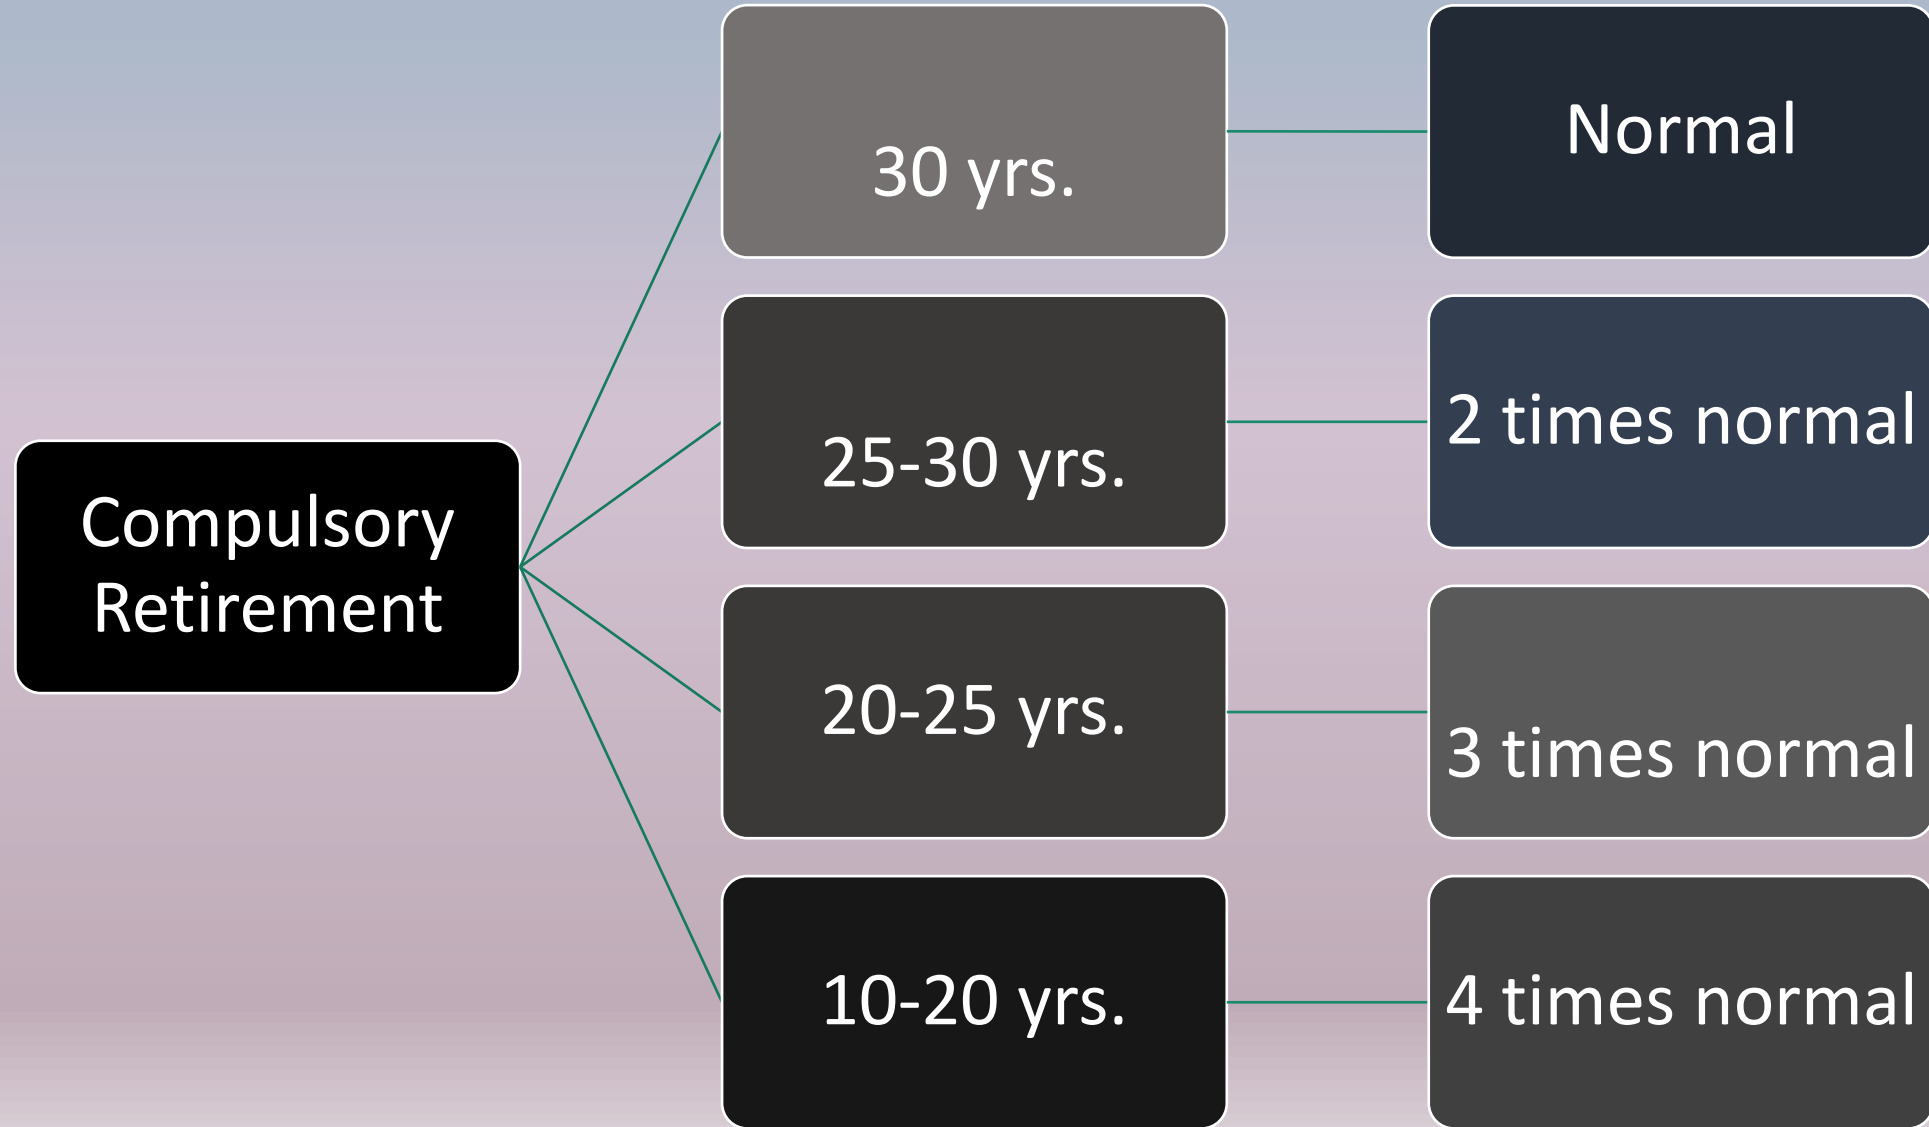 Compulsory
Retirement
30 yrs.
Normal
25-30 yrs.
2 times normal
20-25 yrs.
3 times normal
10-20 yrs.
4 times normal